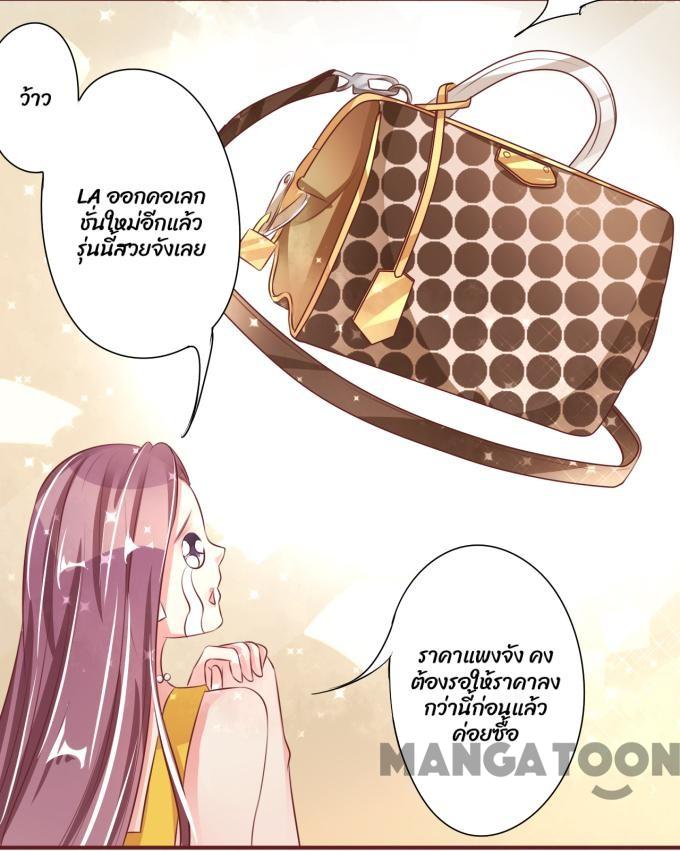 ว้าว
LA ออกคอเลก
ชั่นใหม่อีกแล้ว
รุ่นนี้สวยจังเลย
ราคาแพงจัง คง
ต้องรอให้ราคาลง
กว่านี้ก่อนแล้ว
ค่อยซื้อ
MANGATOON